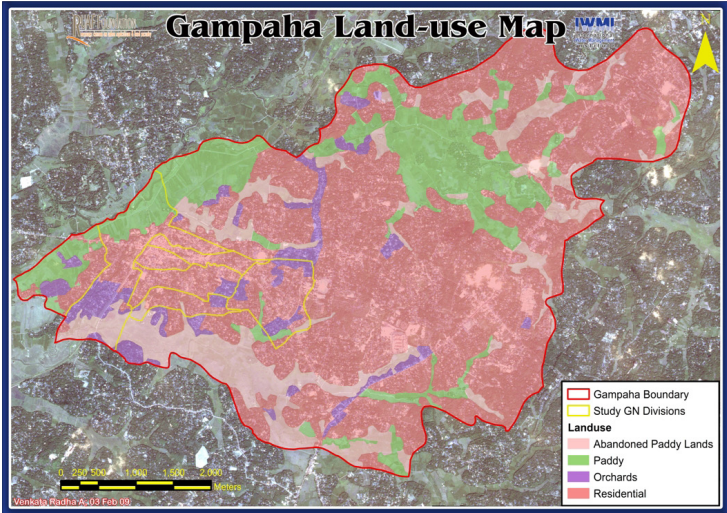 Gampaha Land-use Map
IWMI
Gampaha Boundary
Study GN Divisions
Landuse
Abandoned Paddy Lands
Paddy
Orchards
Residential
0 250 500 1,000 1,500 2,000
Meters
Venkata Radha A, 03 Feb 09,